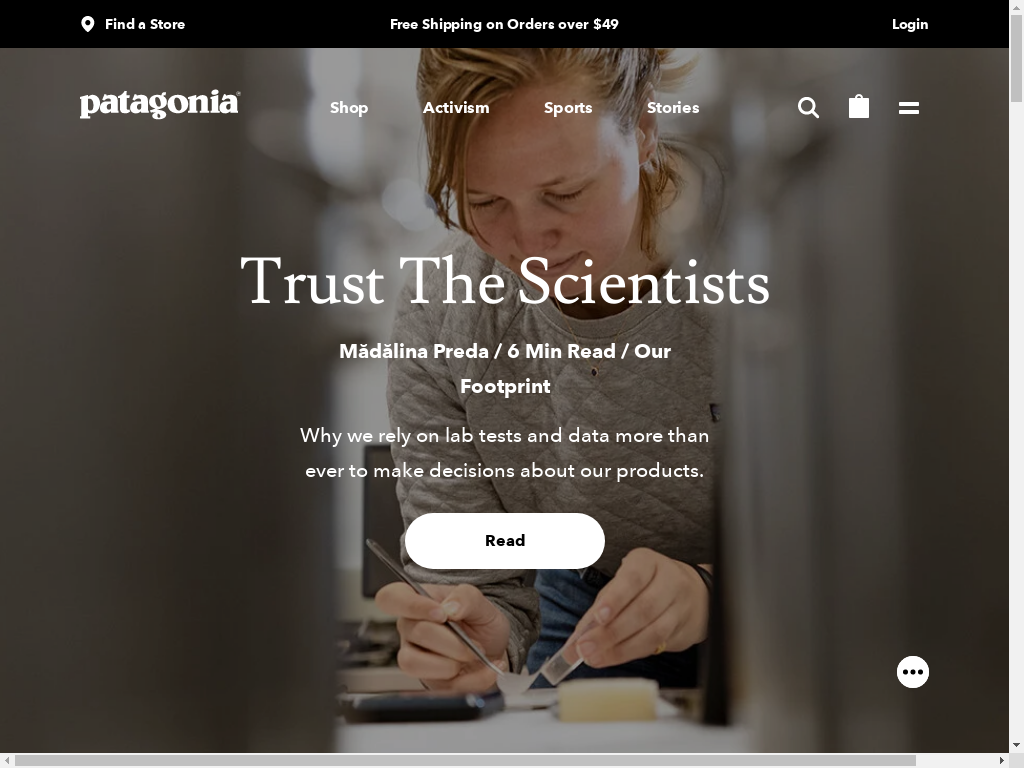 Find a Store
Free Shipping on Orders over $49
Login
patagonia®
Shop
Activism
Sports
Stories
Trust The Scientists
Mădălina Preda / 6 Min Read / Our
Footprint
Why we rely on lab tests and data more than
ever to make decisions about our products.
Read